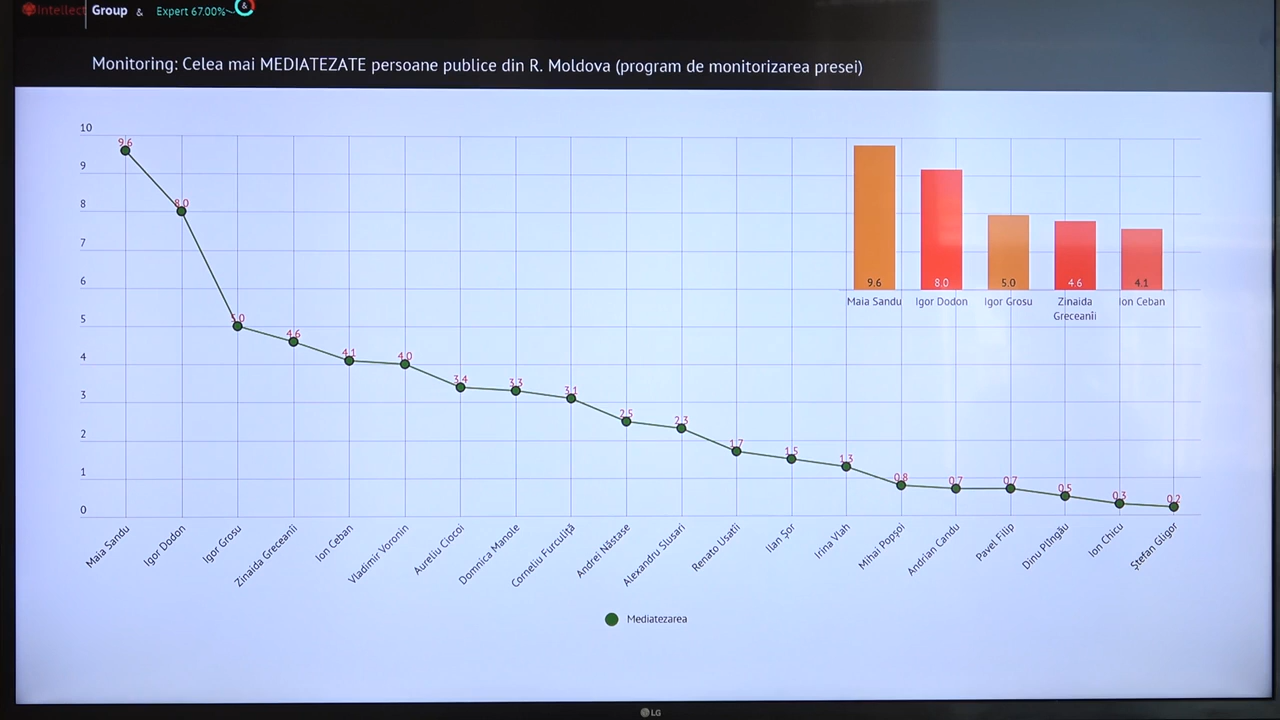 Intellect Group & Expert 67.00% &
Monitoring: Celea mai MEDIATEZATE persoane publice din R. Moldova (program de monitorizarea presei)
10
9
8
7
6
5
4
3
2
1
0
9.6
8.0
5.0
4.6
4.1
4.0
3.4
3.3
3.1
2.5
2.3
1.7
1.5
1.3
0.8
0.7
0.7
0.5
0.3
0.2
9.6
8.0
5.0
4.6
4.1
Maia Sandu
Igor Dodon
Igor Grosu
Zinaida
Greceanîi
Ion Ceban
Maia Sandu
Igor Dodon
Igor Grosu
Zinaida Greceanîi
Ion Ceban
Vladimir Voronin
Aureliu Ciocoi
Domnica Manole
Corneliu Furculiță
Andrei Năstase
Alexandru Slusari
Renato Usatîi
Ilan Șor
Irina Vlah
Mihai Popșoi
Andrian Candu
Pavel Filip
Dinu Plîngău
Ion Chicu
Ștefan Gligor
Mediatezarea
LG